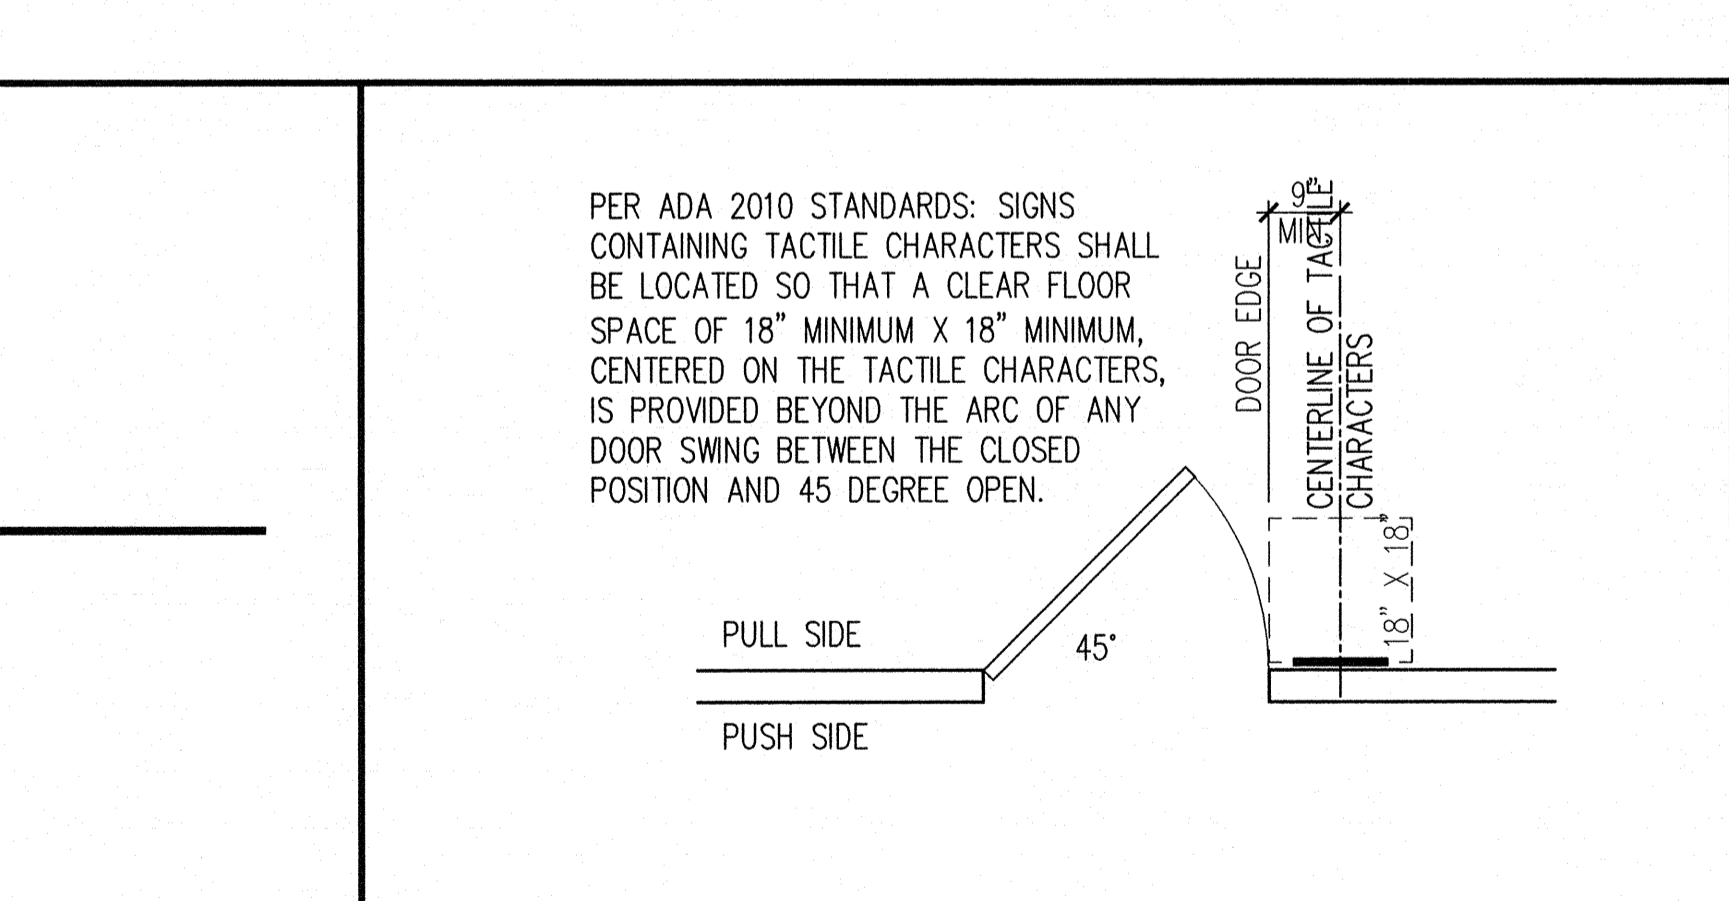 PER ADA 2010 STANDARDS: SIGNS
CONTAINING TACTILE CHARACTERS SHALL
BE LOCATED SO THAT A CLEAR FLOOR
SPACE OF 18" MINIMUM X 18" MINIMUM,
CENTERED ON THE TACTILE CHARACTERS,
IS PROVIDED BEYOND THE ARC OF ANY
DOOR SWING BETWEEN THE CLOSED
POSITION AND 45 DEGREE OPEN.
9"
MIN.
DOOR EDGE
CENTERLINE OF TACTILE
CHARACTERS
18" X 18"
45°
PULL SIDE
PUSH SIDE